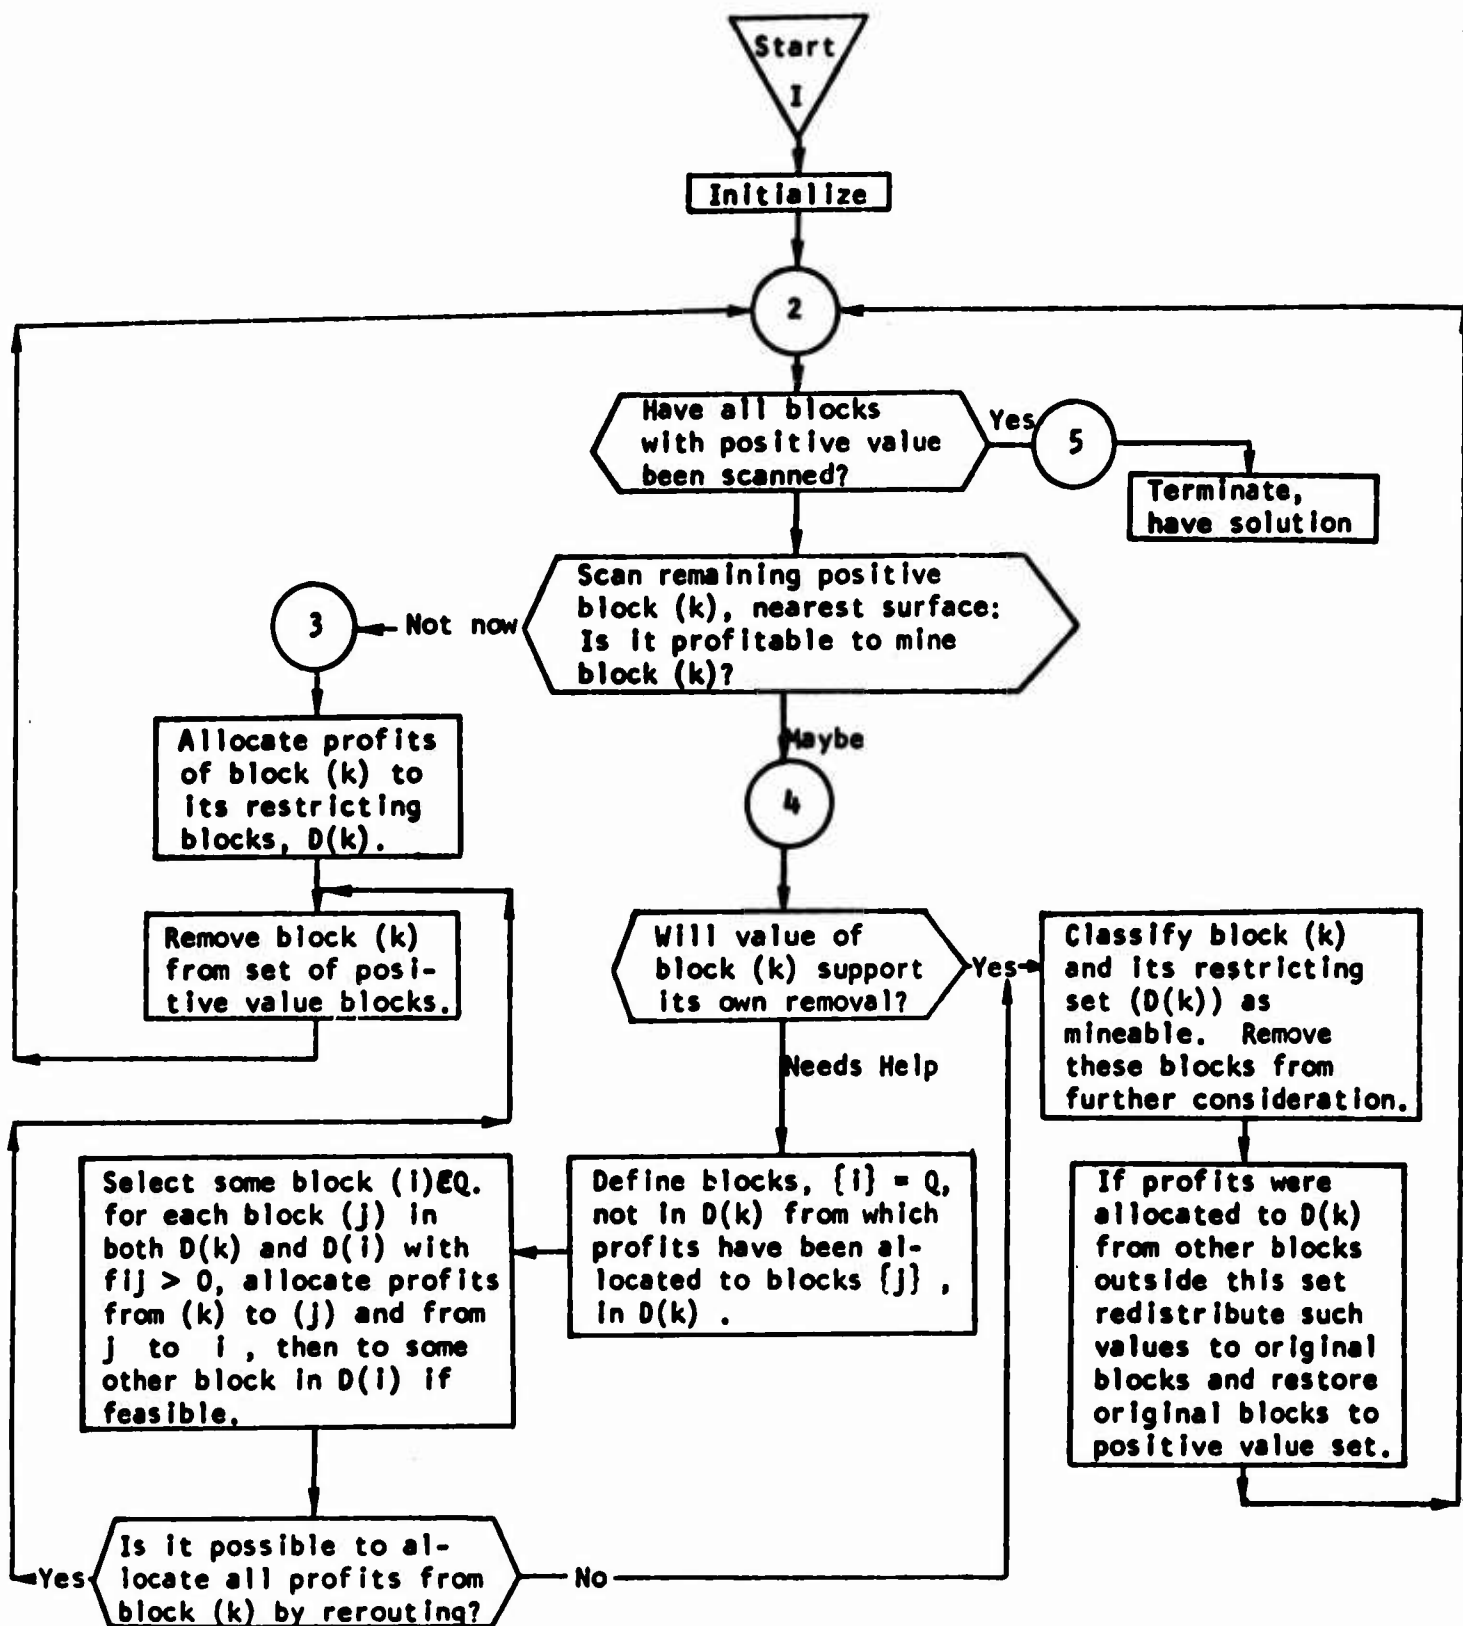 Start
I
Initialize
2
Have all blocks
with positive value
been scanned?
Yes
5
Terminate,
have solution
Scan remaining positive
block (k), nearest surface:
Is it profitable to mine
block (k)?
Not now
3
Allocate profits
of block (k) to
its restricting
blocks, D(k).
Remove block (k)
from set of posi-
tive value blocks.
Maybe
4
Will value of
block (k) support
its own removal?
Yes
Classify block (k)
and its restricting
set (D(k)) as
mineable. Remove
these blocks from
further consideration.
If profits were
allocated to D(k)
from other blocks
outside this set
redistribute such
values to original
blocks and restore
original blocks to
positive value set.
Needs Help
Define blocks, {i} = Q,
not in D(k) from which
profits have been al-
located to blocks {j} ,
in D(k) .
Select some block (i)ɛQ.
for each block (j) in
both D(k) and D(i) with
fij > 0, allocate profits
from (k) to (j) and from
j to i , then to some
other block in D(i) if
feasible.
Is it possible to al-
locate all profits from
block (k) by rerouting?
Yes
No